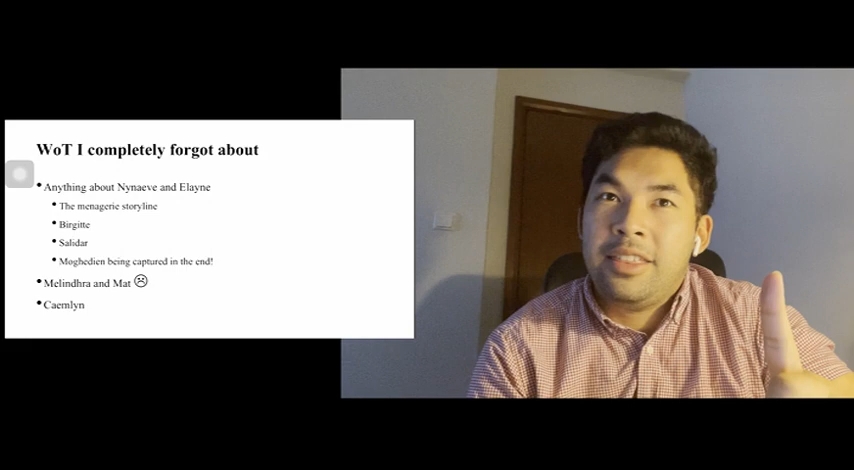 WoT I completely forgot about
• Anything about Nynaeve and Elayne
• The menagerie storyline
• Birgitte
• Salidar
• Moghedien being captured in the end!
• Melindhra and Mat ☹
• Caemlyn